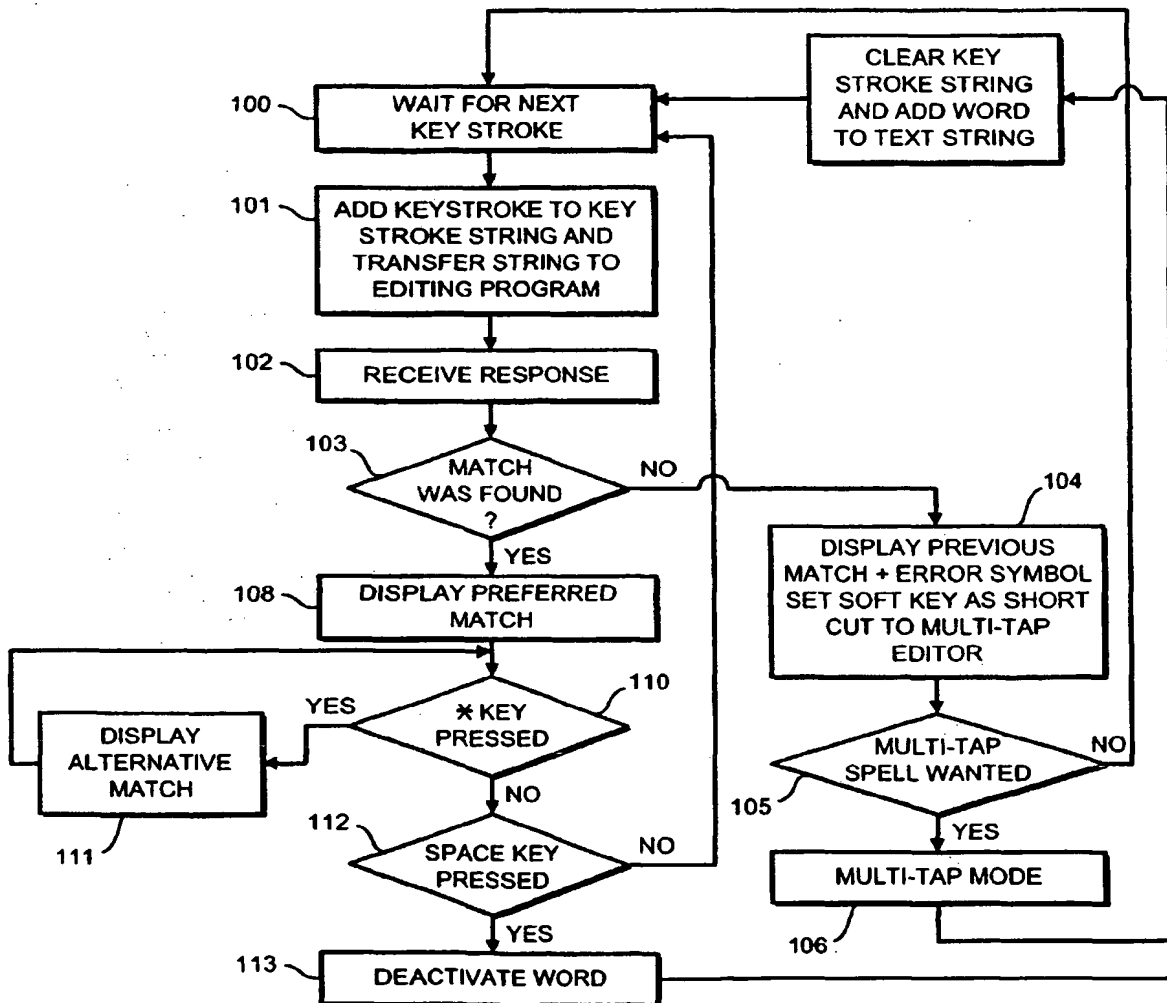 CLEAR KEY
STROKE STRING
AND ADD WORD
TO TEXT STRING
100
WAIT FOR NEXT
KEY STROKE
101
ADD KEYSTROKE TO KEY
STROKE STRING AND
TRANSFER STRING TO
EDITING PROGRAM
102
RECEIVE RESPONSE
103
MATCH
WAS FOUND
?
NO
YES
104
DISPLAY PREVIOUS
MATCH + ERROR SYMBOL
SET SOFT KEY AS SHORT
CUT TO MULTI-TAP
EDITOR
108
DISPLAY PREFERRED
MATCH
110
* KEY
PRESSED
YES
NO
DISPLAY
ALTERNATIVE
MATCH
111
105
MULTI-TAP
SPELL WANTED
NO
YES
112
SPACE KEY
PRESSED
NO
YES
MULTI-TAP MODE
106
113
DEACTIVATE WORD